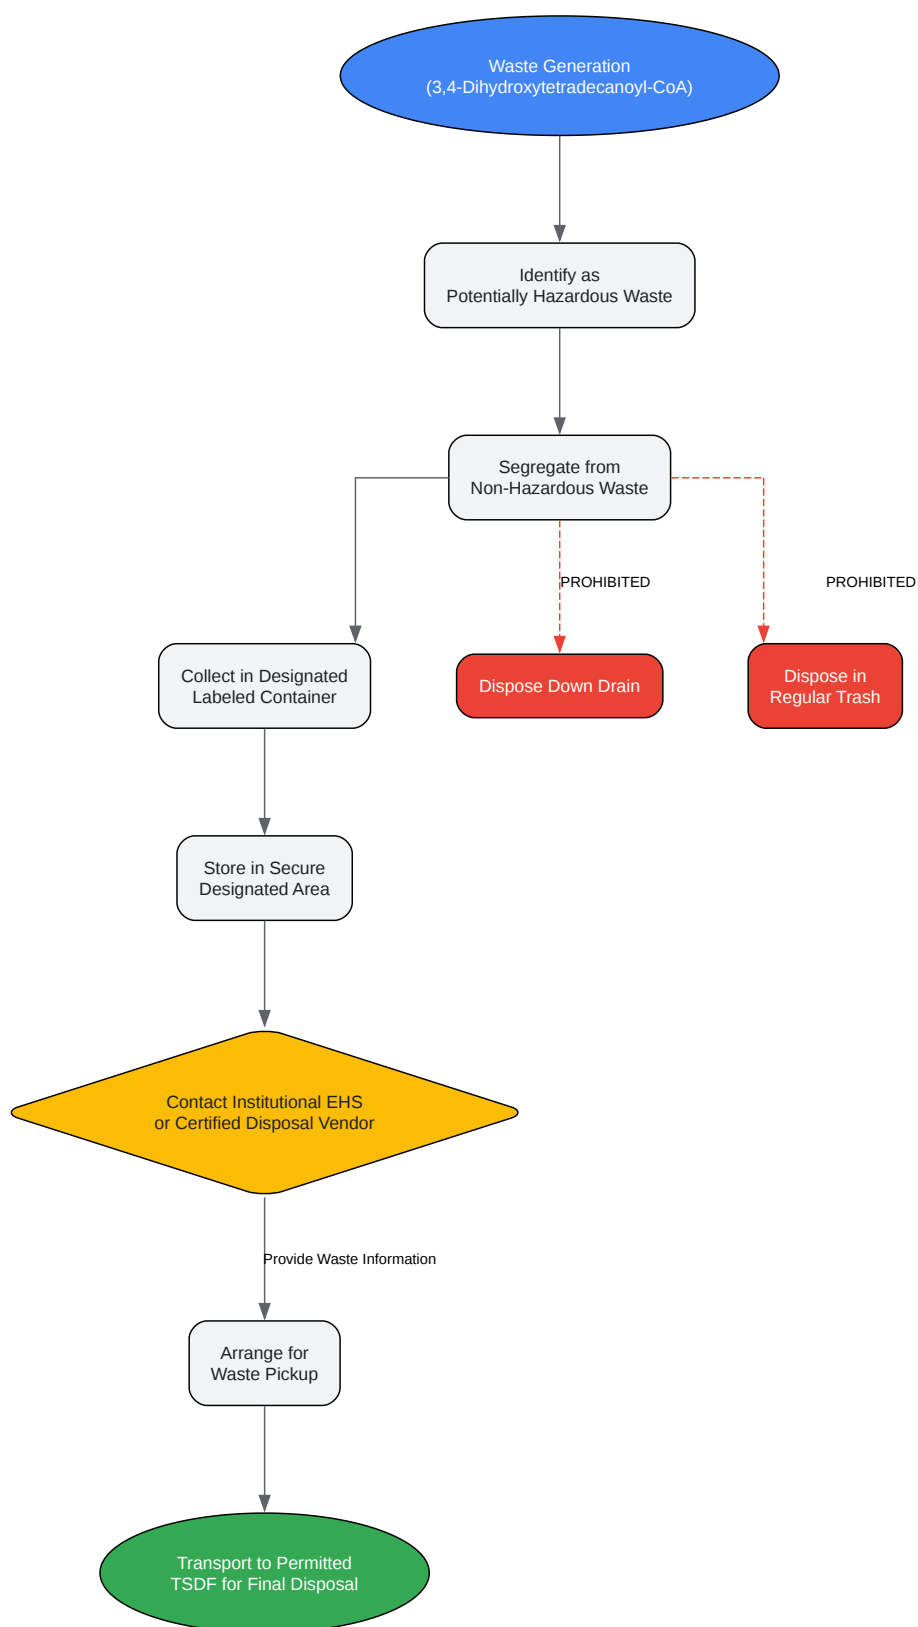 Waste Generation
(3,4-Dihydroxytetradecanoyl-CoA)
Identify as
Potentially Hazardous Waste
Segregate from
Non-Hazardous Waste
PROHIBITED
PROHIBITED
Collect in Designated
Labeled Container
Dispose Down Drain
Dispose in
Regular Trash
Store in Secure
Designated Area
Contact Institutional EHS
or Certified Disposal Vendor
Provide Waste Information
Arrange for
Waste Pickup
Transport to Permitted
TSDF for Final Disposal